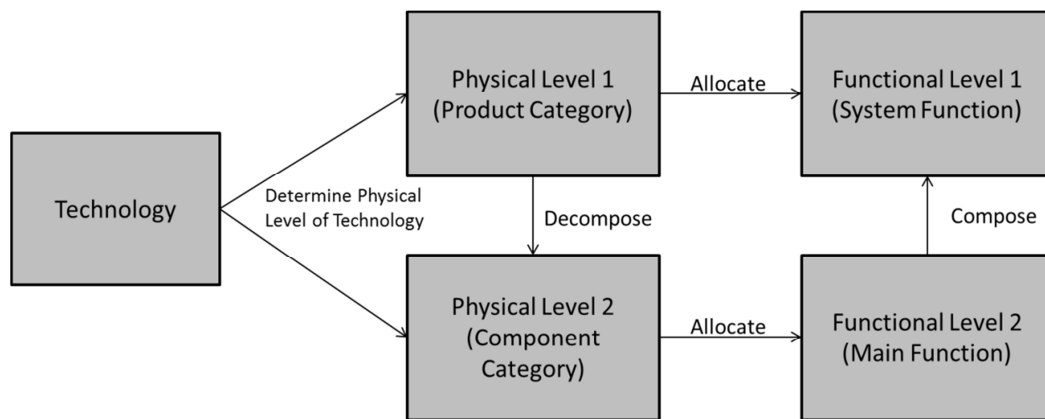 Physical Level 1
(Product Category)
Allocate
Functional Level 1
(System Function)
Technology
Determine Physical
Level of Technology
Decompose
Compose
Physical Level 2
(Component
Category)
Allocate
Functional Level 2
(Main Function)